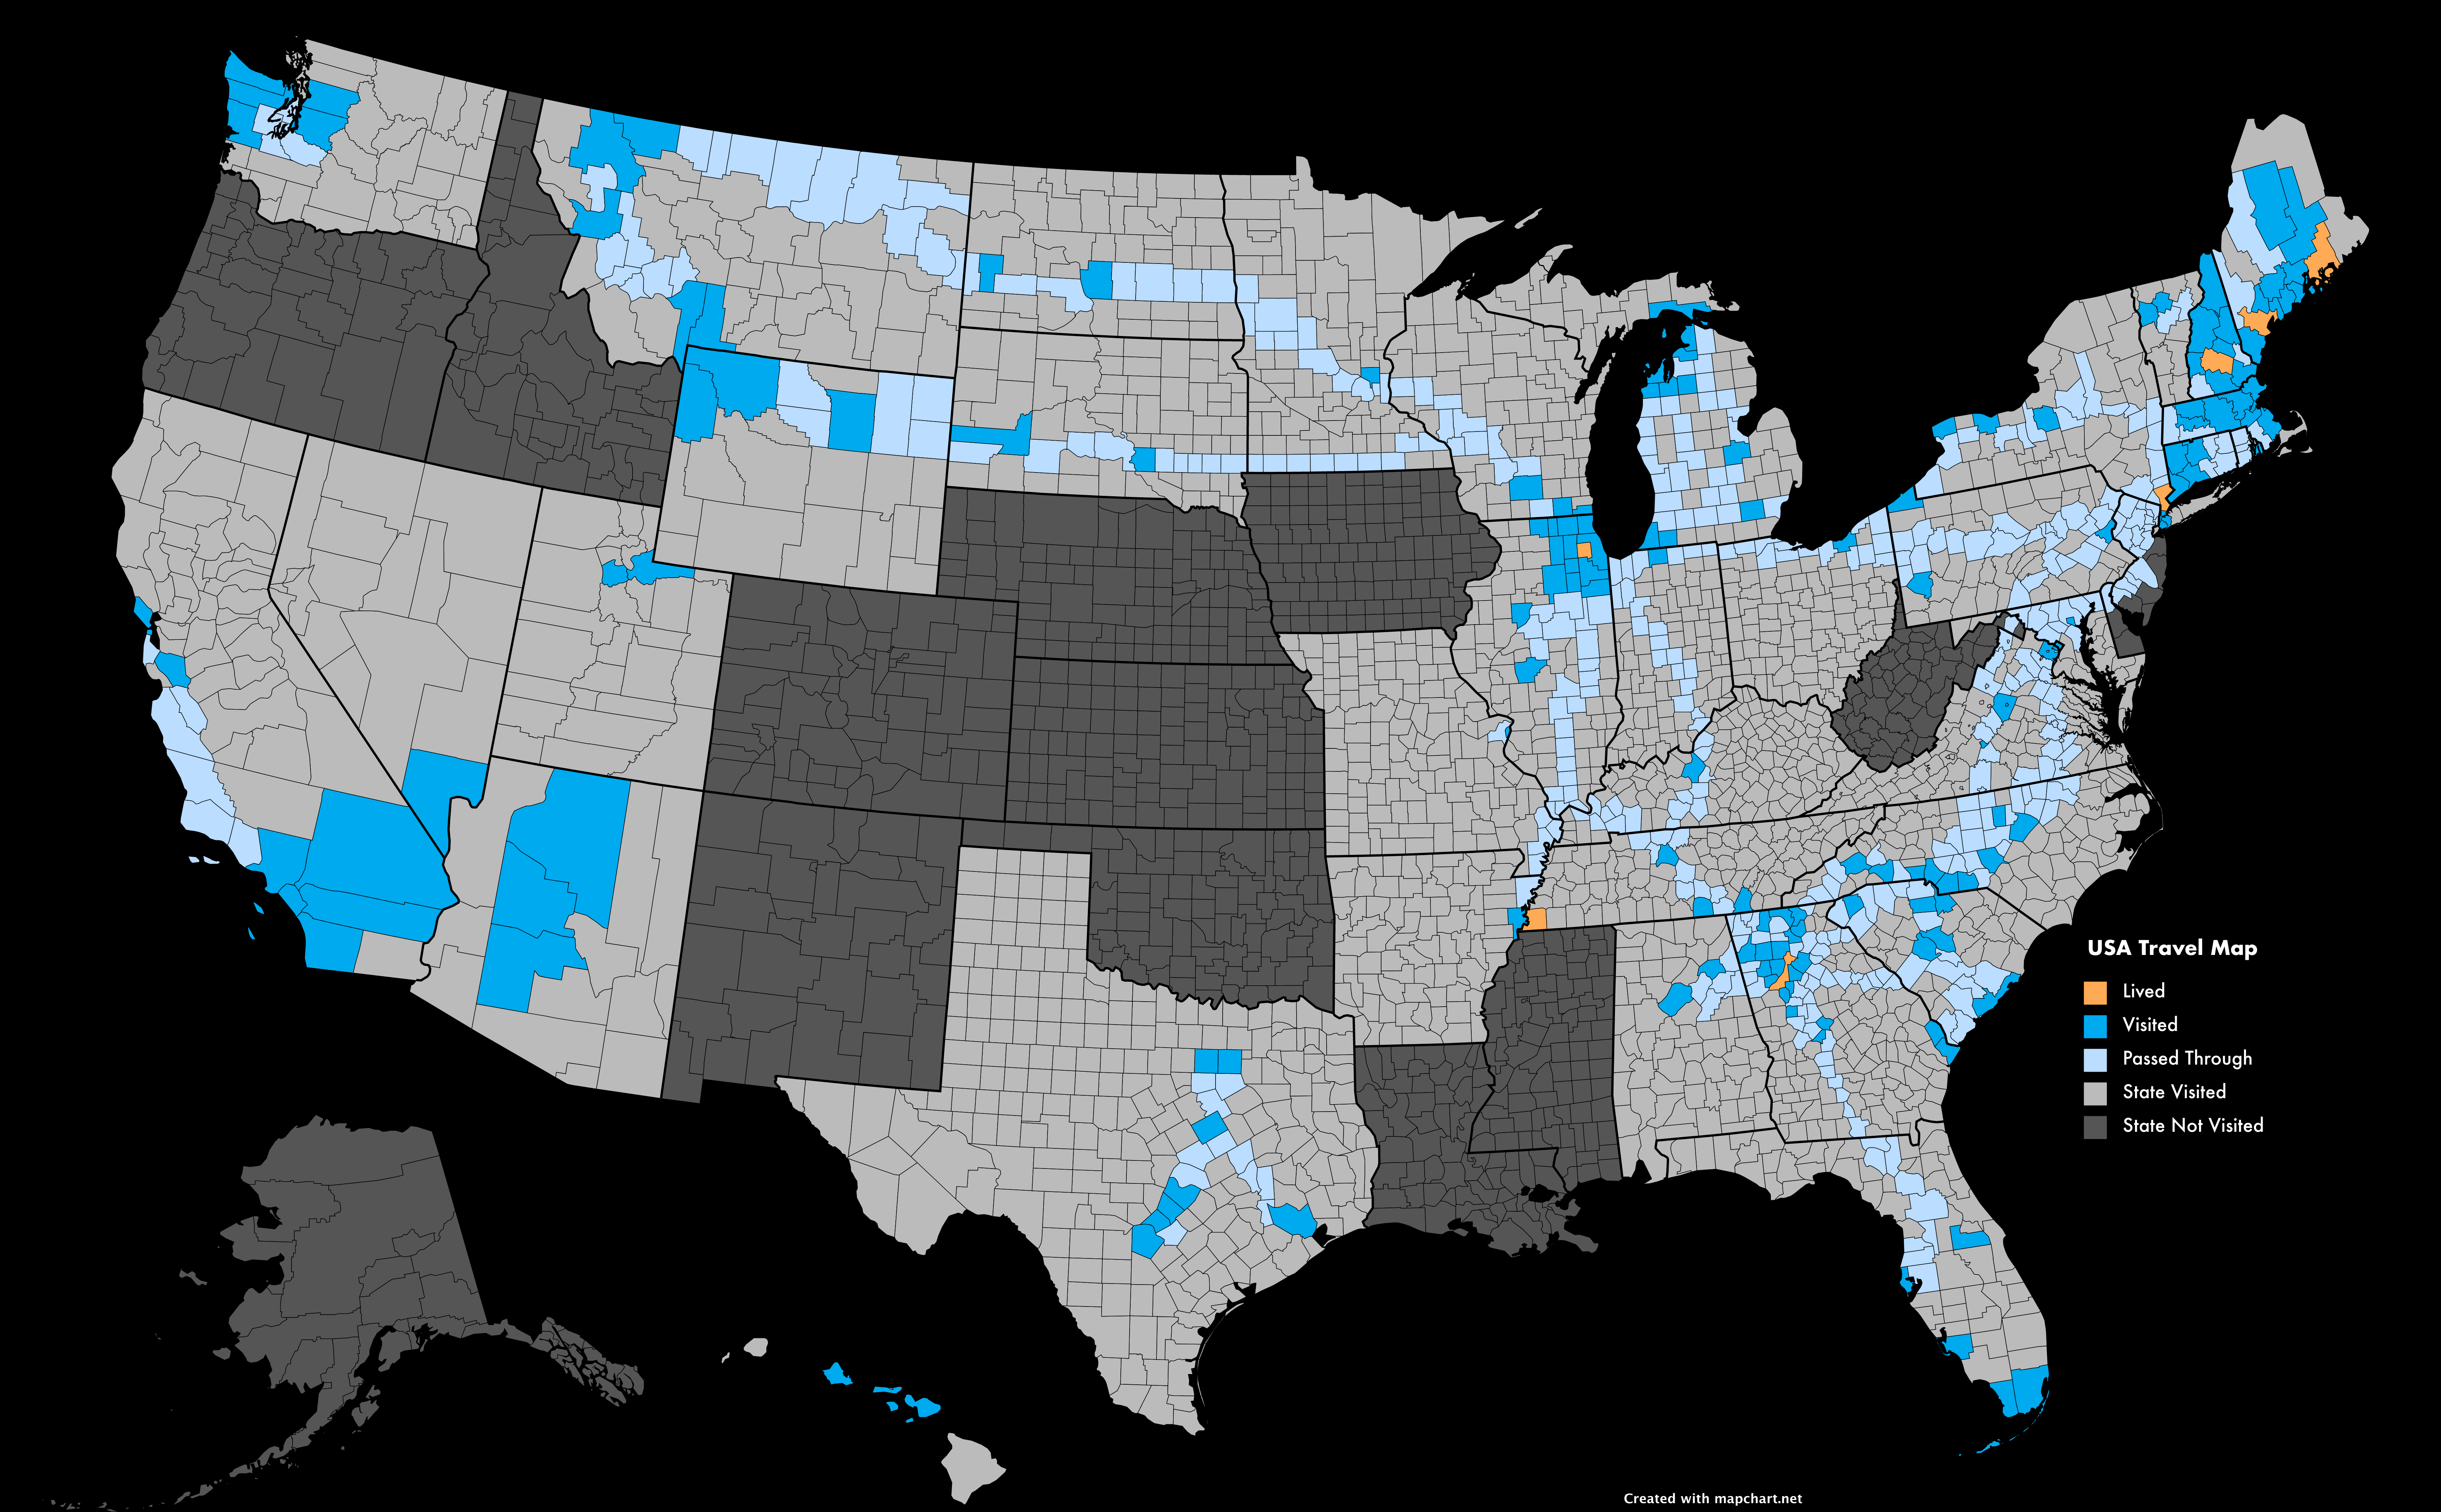 USA Travel Map
Lived
Visited
Passed Through
State Visited
State Not Visited
Created with mapchart.net